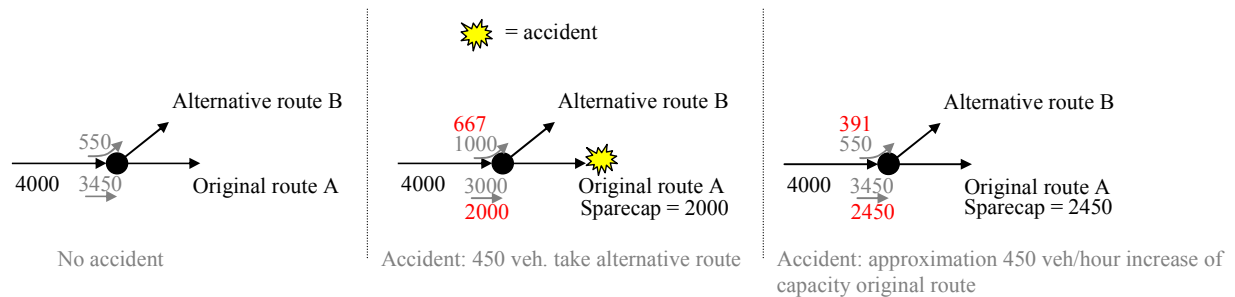 = accident
Alternative route B
550
4000
3450
Original route A
No accident
Alternative route B
667
1000
4000
3000
2000
Original route A
Sparecap = 2000
Accident: 450 veh. take alternative route
Alternative route B
391
550
4000
3450
2450
Original route A
Sparecap = 2450
Accident: approximation 450 veh/hour increase of
capacity original route